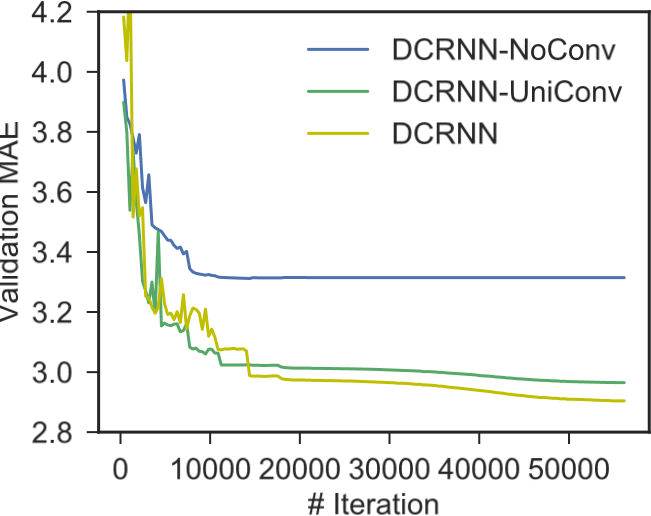 4.2
4.0
3.8
3.6
3.4
3.2
3.0
2.8
Validation MAE
DCRNN-NoConv
DCRNN-UniConv
DCRNN
0 10000 20000 30000 40000 50000
# Iteration